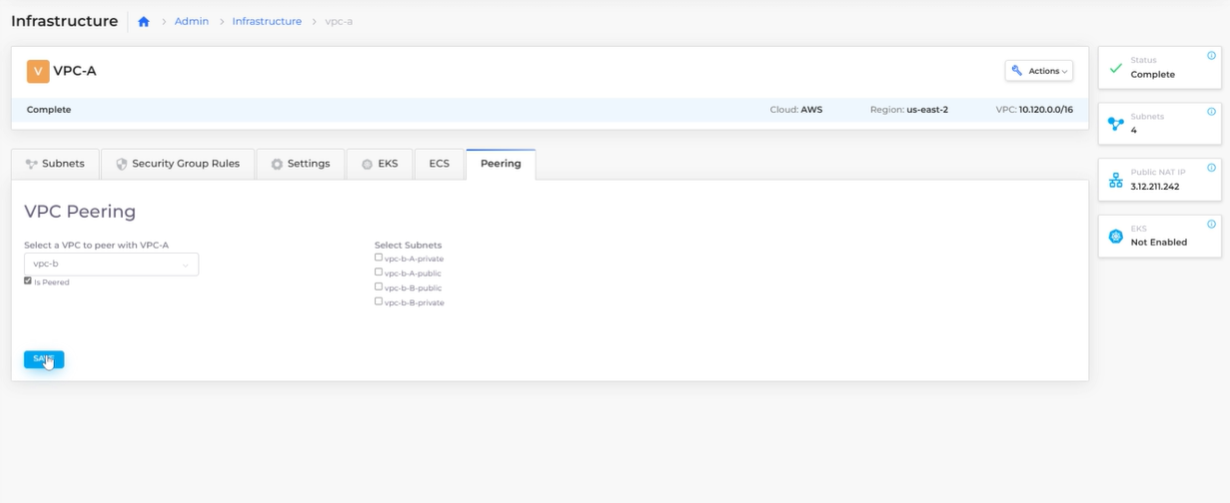 Infrastructure > Admin > Infrastructure > vpc-a
V VPC-A
Actions
Complete Cloud: AWS Region: us-east-2 VPC: 10.120.0.0/16
Status
Complete
Subnets
4
Public NAT IP
3.12.211.242
EKS
Not Enabled
Subnets Security Group Rules Settings EKS ECS Peering
VPC Peering
Select a VPC to peer with VPC-A
vpc-b
Is Peered
Select Subnets
vpc-b-A-private
vpc-b-A-public
vpc-b-B-public
vpc-b-B-private